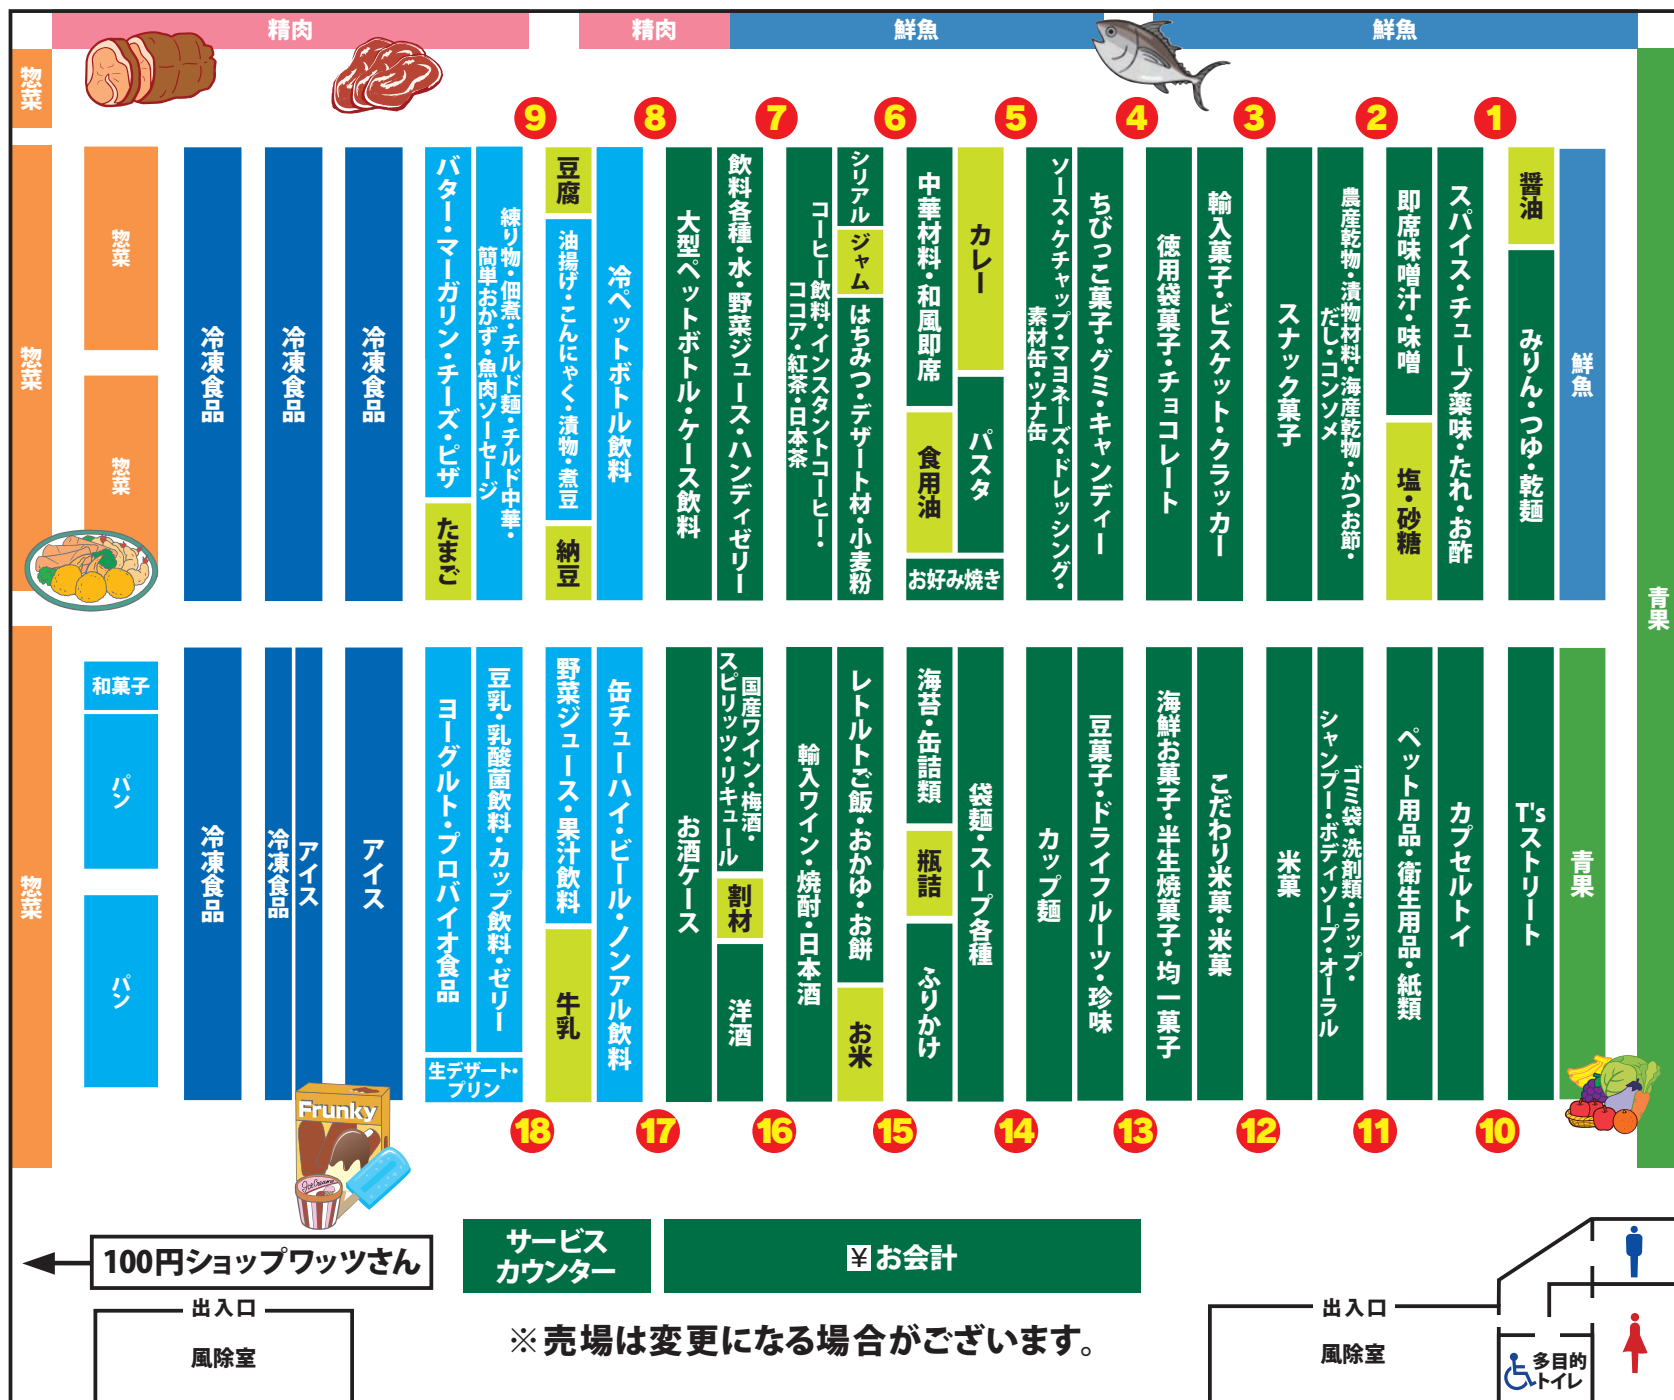 精肉
精肉
鮮魚
鮮魚
惣菜
惣菜
惣菜
青果
9
8
7
6
5
4
3
2
1
惣菜
惣菜
冷凍食品
冷凍食品
冷凍食品
バター・マーガリン・チーズ・ピザ
たまご
練り物・佃煮・チルド麺・チルド中華・
簡単おかず・魚肉ソーセージ
豆腐
油揚げ・こんにゃく・漬物・煮豆
納豆
冷ペットボトル飲料
大型ペットボトル・ケース飲料
飲料各種・水・野菜ジュース・ハンディゼリー
コーヒー飲料・インスタントコーヒー・
ココア・紅茶・日本茶
シリアル
ジャム
はちみつ・デザート材・小麦粉
中華材料・和風即席
食用油
カレー
パスタ
お好み焼き
ソース・ケチャップ・マヨネーズ・ドレッシング・
素材缶・ツナ缶
ちびっこ菓子・グミ・キャンディー
徳用袋菓子・チョコレート
輸入菓子・ビスケット・クラッカー
スナック菓子
農産乾物・漬物材料・海産乾物・かつお節・
だし・コンソメ
即席味噌汁・味噌
塩・砂糖
スパイス・チューブ薬味・たれ・お酢
醤油
みりん・つゆ・乾麺
鮮魚
和菓子
パン
パン
冷凍食品
冷凍食品
アイス
アイス
ヨーグルト・プロバイオ食品
豆乳・乳酸菌飲料・カップ飲料・ゼリー
生デザート・
プリン
野菜ジュース・果汁飲料
牛乳
缶チューハイ・ビール・ノンアル飲料
お酒ケース
国産ワイン・梅酒・
スピリッツ・リキュール
割材
洋酒
輸入ワイン・焼酎・日本酒
レトルトご飯・おかゆ・お餅
お米
海苔・缶詰類
瓶詰
ふりかけ
袋麺・スープ各種
カップ麺
豆菓子・ドライフルーツ・珍味
海鮮お菓子・半生焼菓子・均一菓子
こだわり米菓・米菓
米菓
ゴミ袋・洗剤類・ラップ・
シャンプー・ボディソープ・オーラル
ペット用品・衛生用品・紙類
カプセルトイ
T's
ストリート
青果
Frunky
Ice Cream
18
17
16
15
14
13
12
11
10
100円ショップワッツさん
サービス
カウンター
¥お会計
出入口
風除室
※売場は変更になる場合がございます。
出入口
風除室
多目的
トイレ